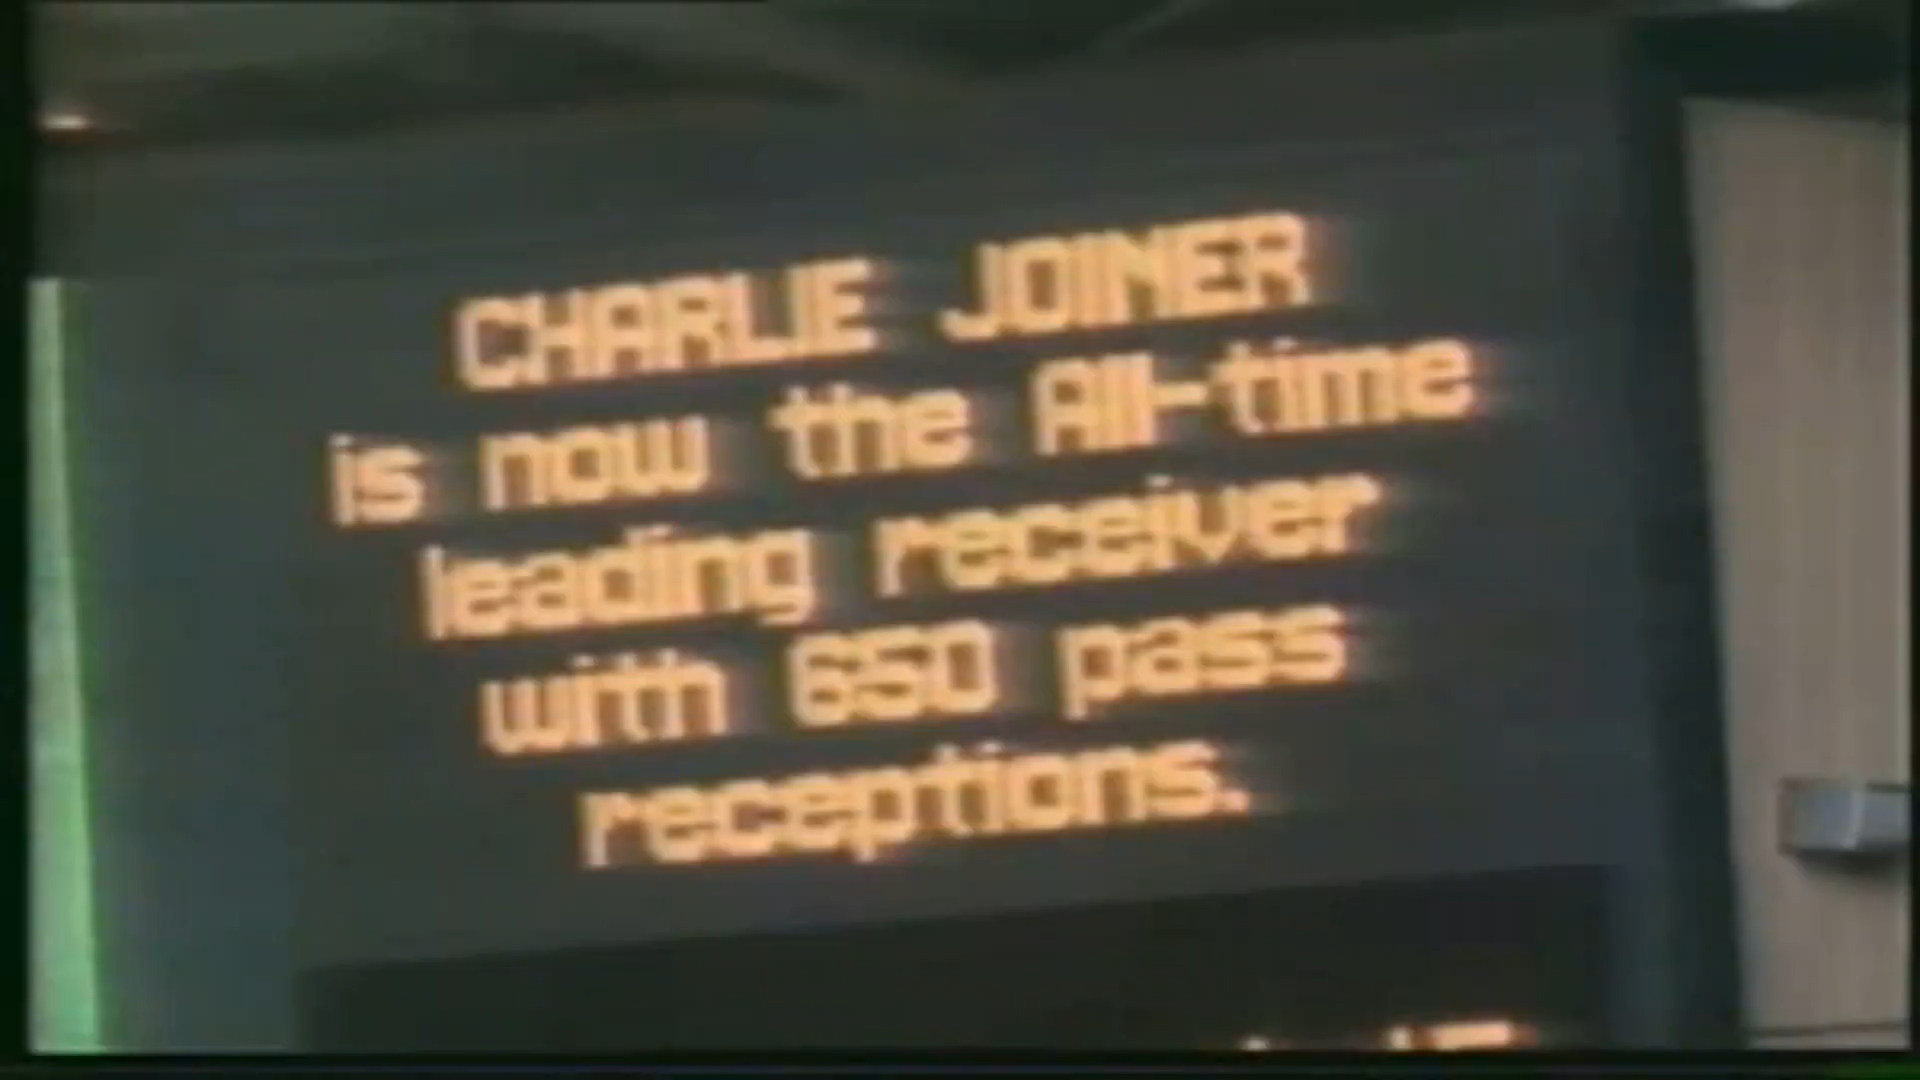 CHARLIE JOINER
is now the All-time
leading receiver
with 650 pass
receptions.